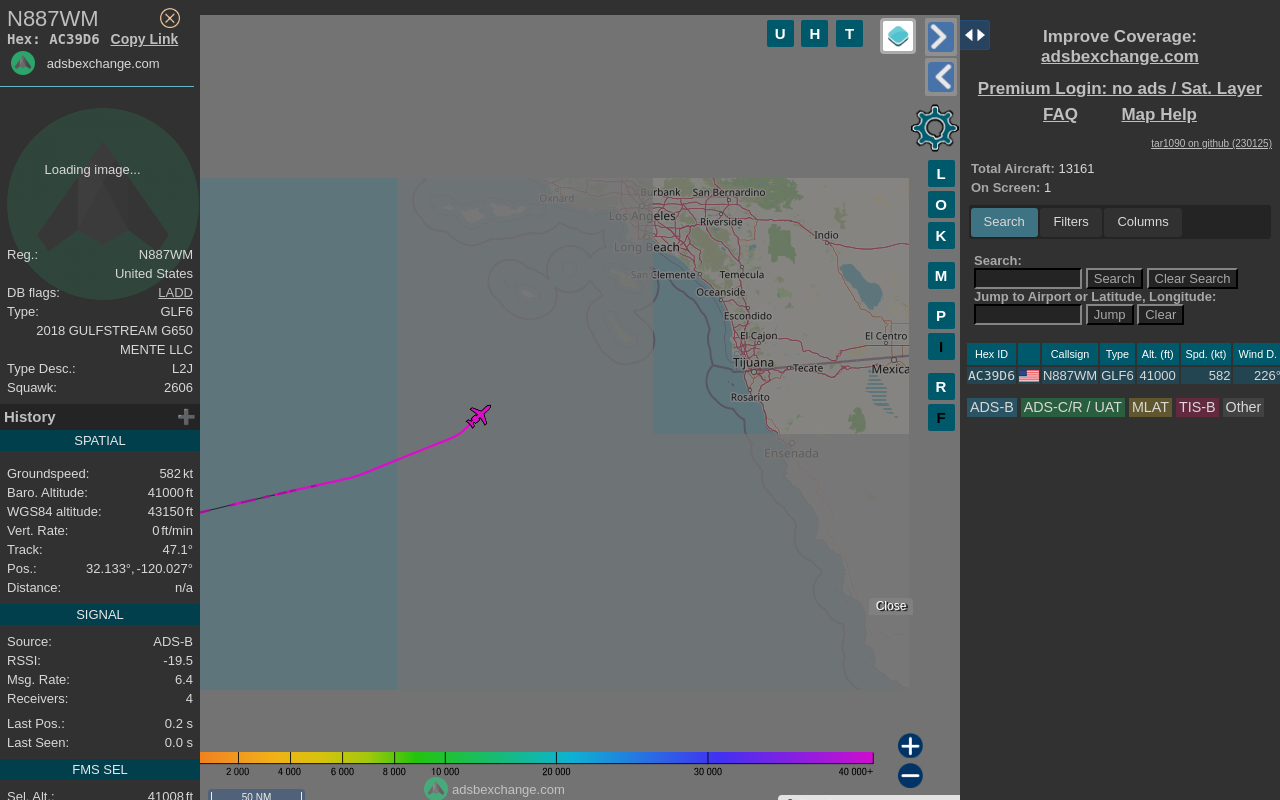 N887WM
Hex: AC39D6 Copy Link
adsbexchange.com
Loading image...
Reg.: N887WM
United States
DB flags: LADD
Type: GLF6
2018 GULFSTREAM G650
MENTE LLC
Type Desc.: L2J
Squawk: 2606
History
SPATIAL
Groundspeed: 582 kt
Baro. Altitude: 41000 ft
WGS84 altitude: 43150 ft
Vert. Rate: 0 ft/min
Track: 47.1°
Pos.: 32.133°, -120.027°
Distance: n/a
SIGNAL
Source: ADS-B
RSSI: -19.5
Msg. Rate: 6.4
Receivers: 4
Last Pos.: 0.2 s
Last Seen: 0.0 s
FMS SEL
Sel. Alt.: 41008 ft
U H T
L
O
K
M
P
I
R
F
Oxnard
Burbank San Bernardino
Los Angeles
Riverside
Long Beach
Indio
San Clemente Temecula
Oceanside
Escondido
El Cajon El Centro
Tijuana
Tecate Mexica
Rosarito
Ensenada
Close
2 000 4 000 6 000 8 000 10 000 20 000 30 000 40 000+
50 NM
adsbexchange.com
Improve Coverage:
adsbexchange.com
Premium Login: no ads / Sat. Layer
FAQ Map Help
tar1090 on github (230125)
Total Aircraft: 13161
On Screen: 1
Search Filters Columns
Search:
Search Clear Search
Jump to Airport or Latitude, Longitude:
Jump Clear
Hex ID Callsign Type Alt. (ft) Spd. (kt) Wind D.
AC39D6 N887WM GLF6 41000 582 226°
ADS-B ADS-C/R / UAT MLAT TIS-B Other